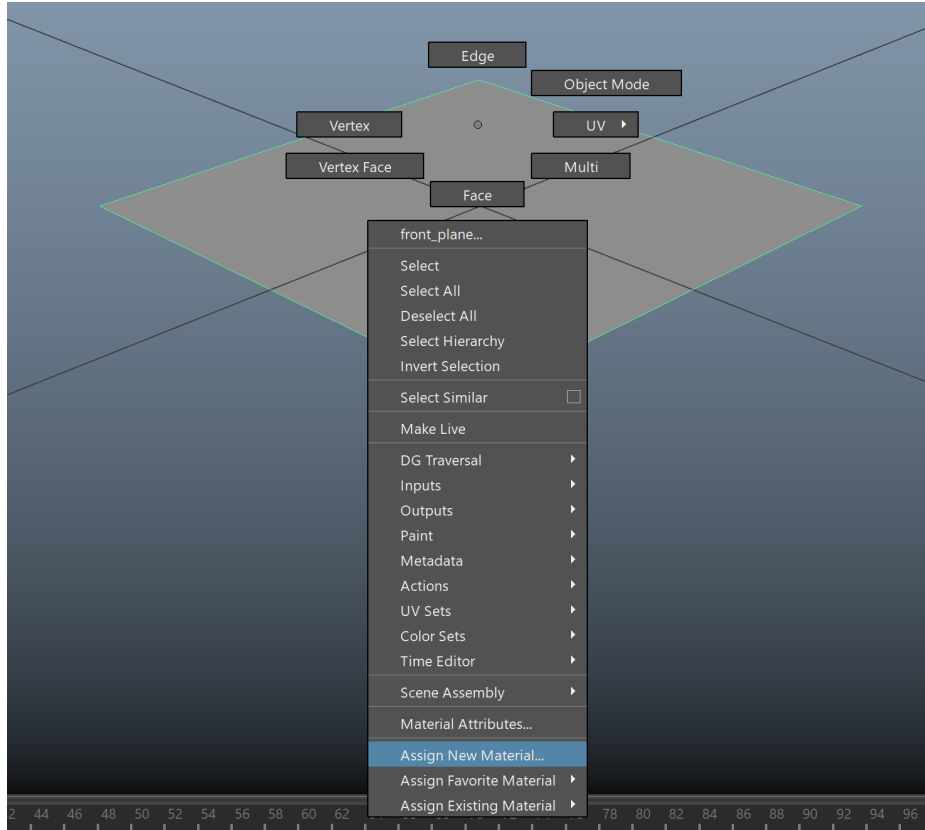 Edge
Object Mode
Vertex
UV
Vertex Face
Multi
Face
front_plane...
Select
Select All
Deselect All
Select Hierarchy
Invert Selection
Select Similar
Make Live
DG Traversal
Inputs
Outputs
Paint
Metadata
Actions
UV Sets
Color Sets
Time Editor
Scene Assembly
Material Attributes...
Assign New Material...
Assign Favorite Material
Assign Existing Material
44 46 48 50 52 54 56 58 60 62 78 80 82 84 86 88 90 92 94 96